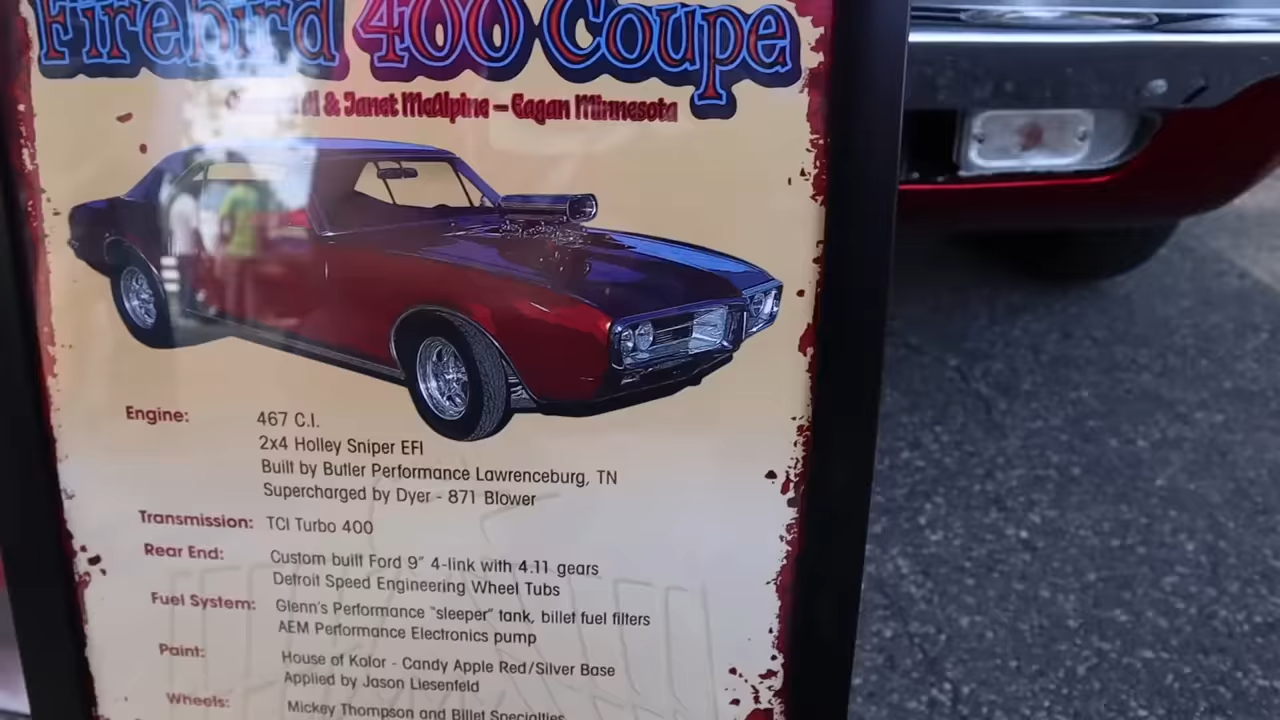 Firebird 400 Coupe
& Janet McAlpine – Eagan Minnesota
Engine:
467 C.I.
2x4 Holley Sniper EFI
Built by Butler Performance Lawrenceburg, TN
Supercharged by Dyer - 871 Blower
Transmission: TCI Turbo 400
Rear End: Custom built Ford 9" 4-link with 4.11 gears
Detroit Speed Engineering Wheel Tubs
Fuel System: Glenn's Performance "sleeper" tank, billet fuel filters
AEM Performance Electronics pump
Paint: House of Kolor - Candy Apple Red/Silver Base
Applied by Jason Liesenfeld
Wheels: Mickey Thompson and Billet Specialties